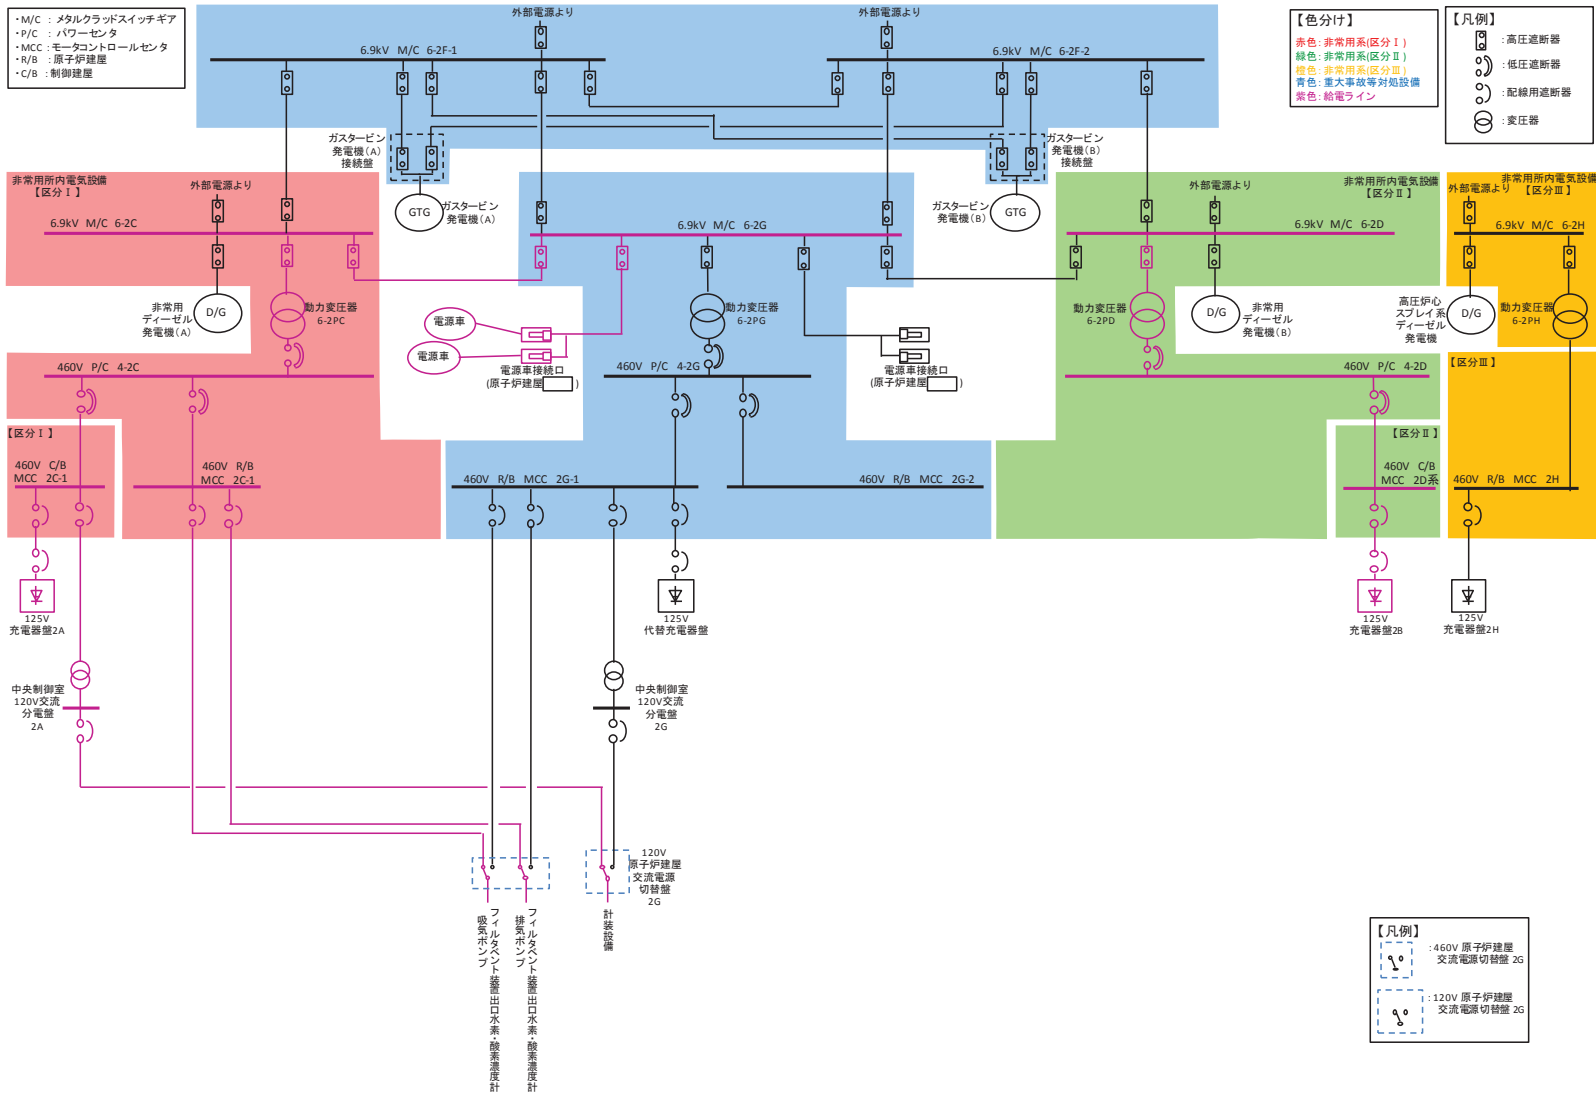 ・M/C ： メタルクラッドスイッチギア
・P/C ： パワーセンタ
・MCC ：モータコントロールセンタ
・R/B ：原子炉建屋
・C/B ：制御建屋
外部電源より
外部電源より
【色分け】
赤色：非常用系(区分Ⅰ)
緑色：非常用系(区分Ⅱ)
橙色：非常用系(区分Ⅲ)
青色：重大事故等対処設備
紫色：給電ライン
【凡例】
：高圧遮断器
：低圧遮断器
：配線用遮断器
：変圧器
6.9kV M/C 6-2F-1
6.9kV M/C 6-2F-2
ガスタービン
発電機(A)
接続盤
ガスタービン
発電機(B)
接続盤
非常用所内電気設備
【区分Ⅰ】
外部電源より
6.9kV M/C 6-2C
GTG
ガスタービン
発電機(A)
6.9kV M/C 6-2G
ガスタービン
発電機(B)
GTG
非常用所内電気設備
【区分Ⅱ】
外部電源より
6.9kV M/C 6-2D
非常用所内電気設備
【区分Ⅲ】
外部電源より
6.9kV M/C 6-2H
非常用
ディーゼル
発電機(A)
D/G
動力変圧器
6-2PC
電源車
電源車
電源車接続口
(原子炉建屋 )
動力変圧器
6-2PG
電源車接続口
(原子炉建屋 )
動力変圧器
6-2PD
D/G
非常用
ディーゼル
発電機(B)
高圧炉心
スプレイ系
ディーゼル
発電機
D/G
動力変圧器
6-2PH
460V P/C 4-2C
460V P/C 4-2G
460V P/C 4-2D
【区分Ⅲ】
【区分Ⅰ】
【区分Ⅱ】
460V C/B
MCC 2C-1
460V R/B
MCC 2C-1
460V R/B MCC 2G-1
460V R/B MCC 2G-2
460V C/B
MCC 2D系
460V R/B MCC 2H
125V
充電器盤2A
125V
代替充電器盤
125V
充電器盤2B
125V
充電器盤2H
中央制御室
120V交流
分電盤
2A
中央制御室
120V交流
分電盤
2G
120V
原子炉建屋
交流電源
切替盤
2G
フィルタベント装置出口水素・酸素濃度計
吸気ポンプ
フィルタベント装置出口水素・酸素濃度計
排気ポンプ
計装設備
【凡例】
：460V 原子炉建屋
交流電源切替盤 2G
：120V 原子炉建屋
交流電源切替盤 2G